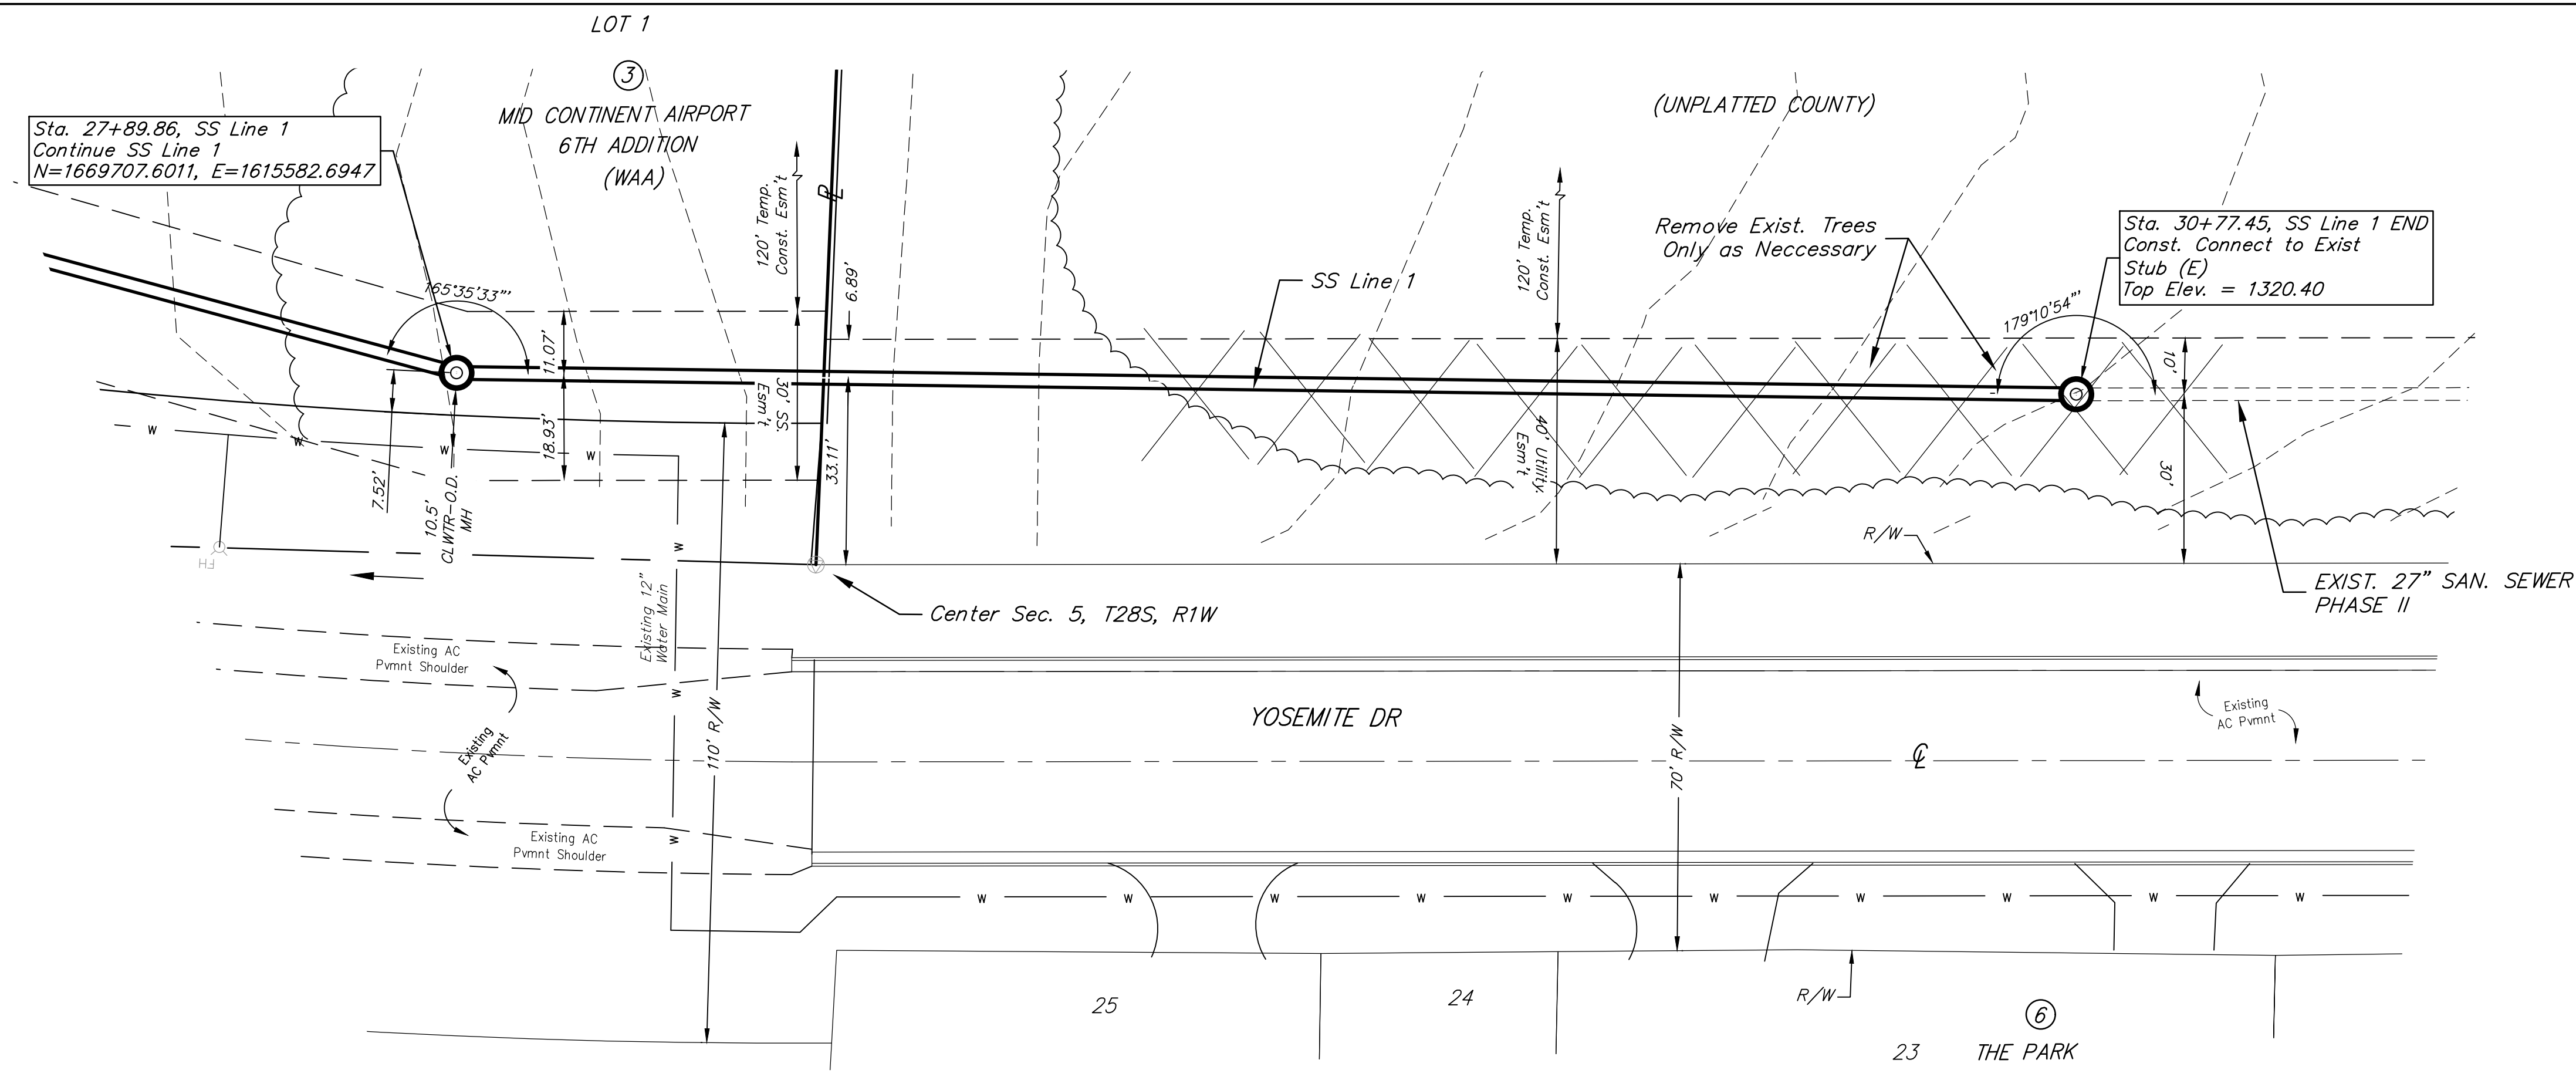 LOT 1
3
MID CONTINENT AIRPORT
6TH ADDITION
(WAA)
(UNPLATTED COUNTY)
Sta. 27+89.86, SS Line 1
Continue SS Line 1
N=1669707.6011, E=1615582.6947
Sta. 30+77.45, SS Line 1 END
Const. Connect to Exist
Stub (E)
Top Elev. = 1320.40
Remove Exist. Trees
Only as Neccessary
120' Temp.
Const. Esm't
6.89'
120' Temp.
Const. Esm't
SS Line 1
165°35'33"'
179°10'54"'
11.07'
18.93'
30' SS.
Esm't
33.11'
40' Utility.
Esm't
10'
30'
7.52'
10.5'
CLWTR-O.D.
MH
W
W
W
W
W
W
W
FH
R/W
EXIST. 27" SAN. SEWER
PHASE II
Center Sec. 5, T28S, R1W
Existing 12"
Water Main
Existing AC
Pvmnt Shoulder
Existing
AC Pvmnt
Existing AC
Pvmnt Shoulder
110' R/W
YOSEMITE DR
70' R/W
Existing
AC Pvmnt
W
W
W
W
W
W
W
W
W
W
R/W
25
24
23
6
THE PARK